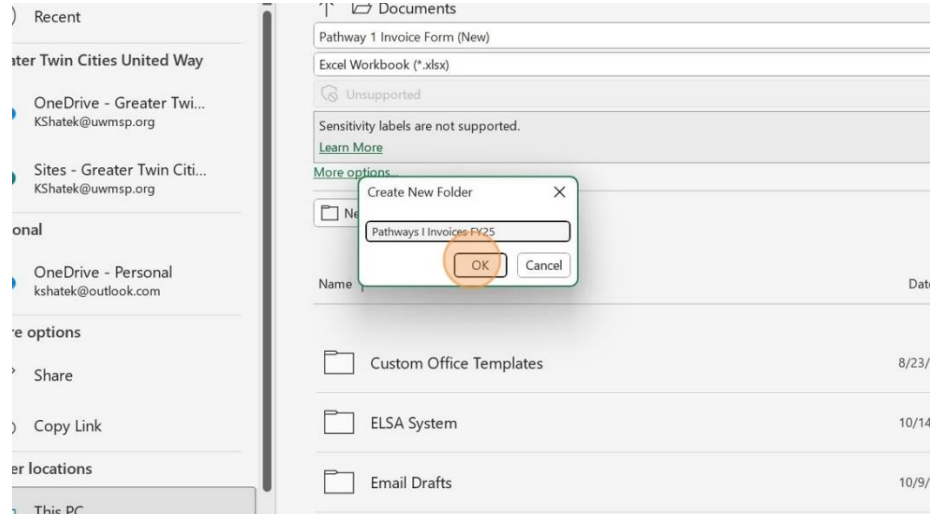 Recent
ater Twin Cities United Way
OneDrive - Greater Twi...
KShatek@uwmsp.org
Sites - Greater Twin Citi...
KShatek@uwmsp.org
onal
OneDrive - Personal
kshatek@outlook.com
re options
Share
Copy Link
er locations
This PC
Documents
Pathway 1 Invoice Form (New)
Excel Workbook (*.xlsx)
Unsupported
Sensitivity labels are not supported.
Learn More
More options...
Ne
Create New Folder
Pathways I Invoices FY25
OK Cancel
Name Date
Custom Office Templates 8/23/
ELSA System 10/14
Email Drafts 10/9/